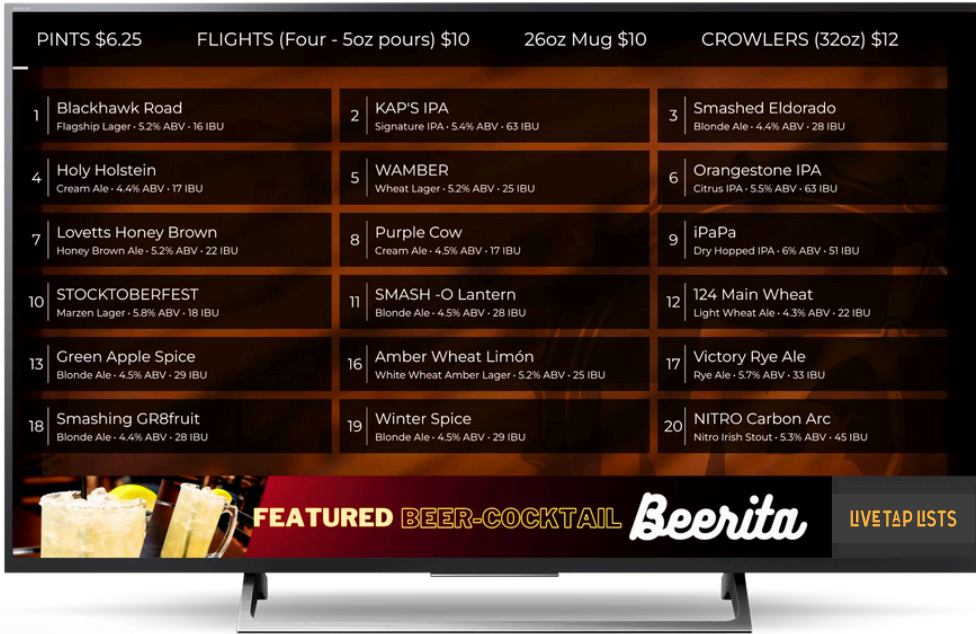 PINTS $6.25 FLIGHTS (Four - 5oz pours) $10 26oz Mug $10 CROWLERS (32oz) $12
1 Blackhawk Road
Flagship Lager • 5.2% ABV • 16 IBU
2 KAP'S IPA
Signature IPA • 5.4% ABV • 63 IBU
3 Smashed Eldorado
Blonde Ale • 4.4% ABV • 28 IBU
4 Holy Holstein
Cream Ale • 4.4% ABV • 17 IBU
5 WAMBER
Wheat Lager • 5.2% ABV • 25 IBU
6 Orangestone IPA
Citrus IPA • 5.5% ABV • 63 IBU
7 Lovetts Honey Brown
Honey Brown Ale • 5.2% ABV • 22 IBU
8 Purple Cow
Cream Ale • 4.5% ABV • 17 IBU
9 iPaPa
Dry Hopped IPA • 6% ABV • 51 IBU
10 STOCKTOBERFEST
Marzen Lager • 5.8% ABV • 18 IBU
11 SMASH -O Lantern
Blonde Ale • 4.5% ABV • 28 IBU
12 124 Main Wheat
Light Wheat Ale • 4.3% ABV • 22 IBU
13 Green Apple Spice
Blonde Ale • 4.5% ABV • 29 IBU
16 Amber Wheat Limón
White Wheat Amber Lager • 5.2% ABV • 25 IBU
17 Victory Rye Ale
Rye Ale • 5.7% ABV • 33 IBU
18 Smashing GR8fruit
Blonde Ale • 4.4% ABV • 28 IBU
19 Winter Spice
Blonde Ale • 4.5% ABV • 29 IBU
20 NITRO Carbon Arc
Nitro Irish Stout • 5.3% ABV • 45 IBU
FEATURED BEER-COCKTAIL Beerita LIVE TAP LISTS